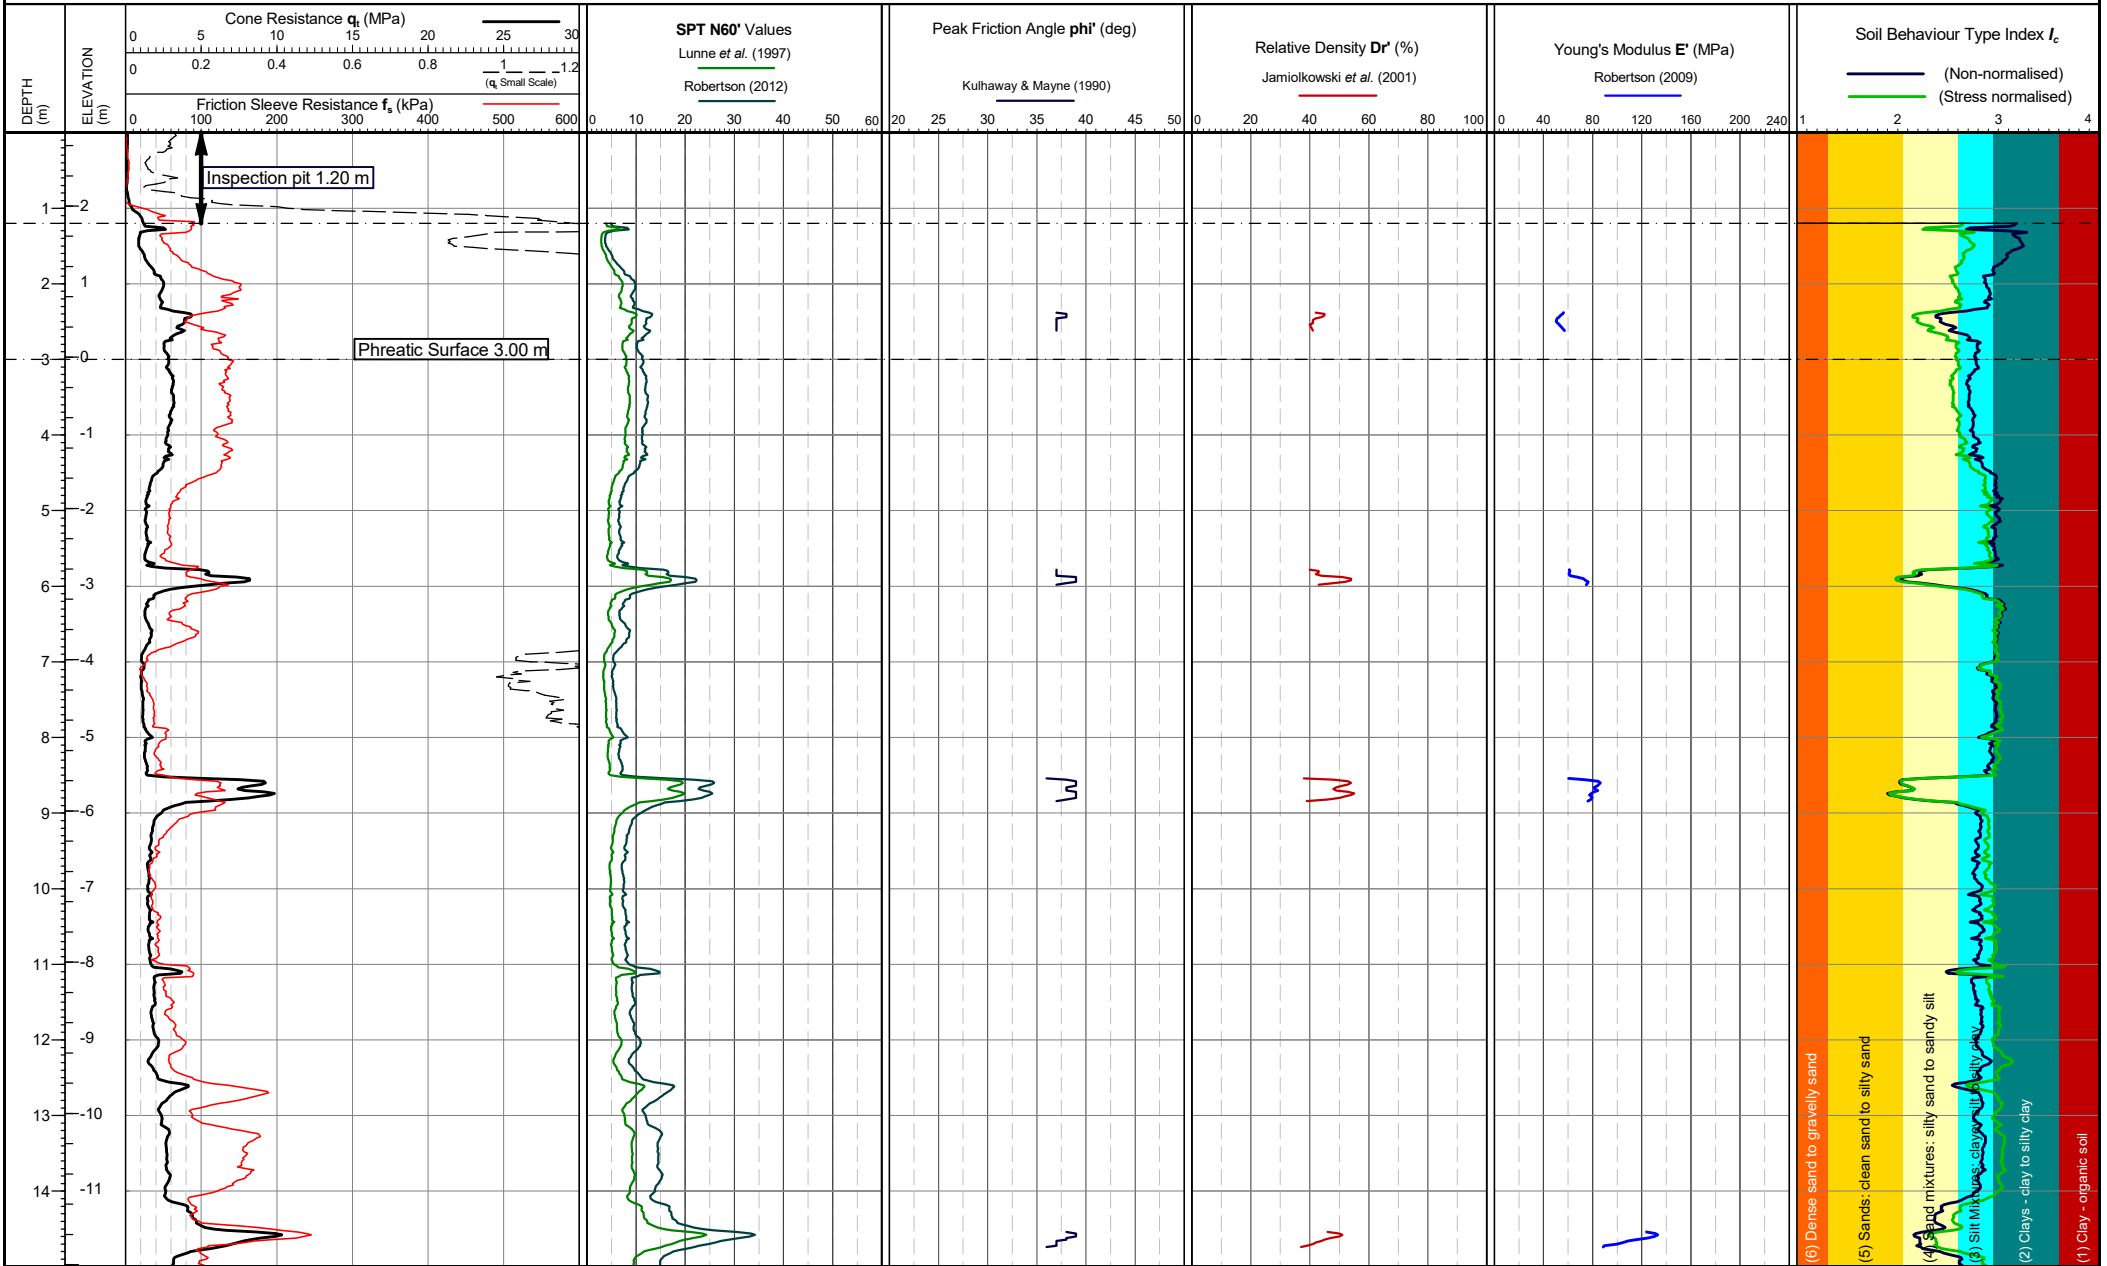 DEPTH (m)
ELEVATION (m)
Cone Resistance qt (MPa)
0 5 10 15 20 25 30
0 0.2 0.4 0.6 0.8 1 1.2
(qt Small Scale)
Friction Sleeve Resistance fs (kPa)
0 100 200 300 400 500 600
SPT N60' Values
Lunne et al. (1997)
Robertson (2012)
0 10 20 30 40 50 60
Peak Friction Angle phi' (deg)
Kulhaway & Mayne (1990)
20 25 30 35 40 45 50
Relative Density Dr' (%)
Jamiolkowski et al. (2001)
0 20 40 60 80 100
Young's Modulus E' (MPa)
Robertson (2009)
0 40 80 120 160 200 240
Soil Behaviour Type Index Ic
(Non-normalised)
(Stress normalised)
1 2 3 4
Inspection pit 1.20 m
1 2
2 1
Phreatic Surface 3.00 m
3 0
4 -1
5 -2
6 -3
7 -4
8 -5
9 -6
10 -7
11 -8
12 -9
13 -10
14 -11
(6) Dense sand to gravelly sand
(5) Sands: clean sand to silty sand
(4) Sand mixtures: silty sand to sandy silt
(3) Silt Mixtures: clayey silt to silty clay
(2) Clays - clay to silty clay
(1) Clay - organic soil